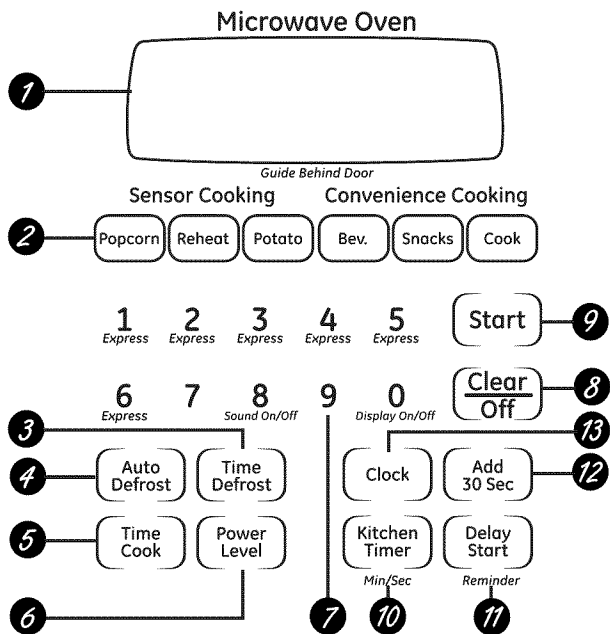 Microwave Oven
1
Guide Behind Door
Sensor Cooking Convenience Cooking
2 Popcorn Reheat Potato Bev. Snacks Cook
1 2 3 4 5 Start 9
Express Express Express Express Express
6 7 8 9 0 Clear Off 8
Express Sound On/Off Display On/Off
3 13
4 Auto Defrost Time Defrost Clock Add 30 Sec 12
5 Time Cook Power Level Kitchen Timer Delay Start
Min/Sec Reminder
6 7 10 11